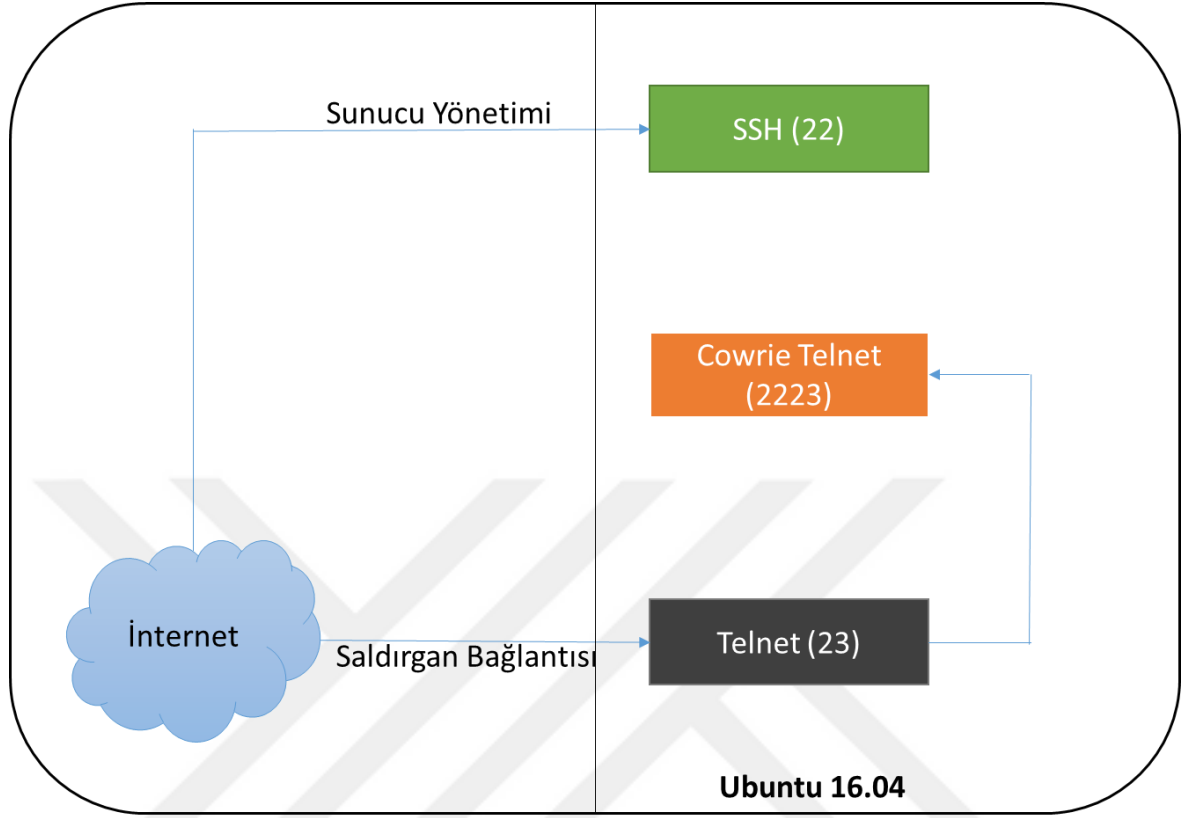 Sunucu Yönetimi
SSH (22)
Cowrie Telnet
(2223)
İnternet
Saldırgan Bağlantısı
Telnet (23)
Ubuntu 16.04